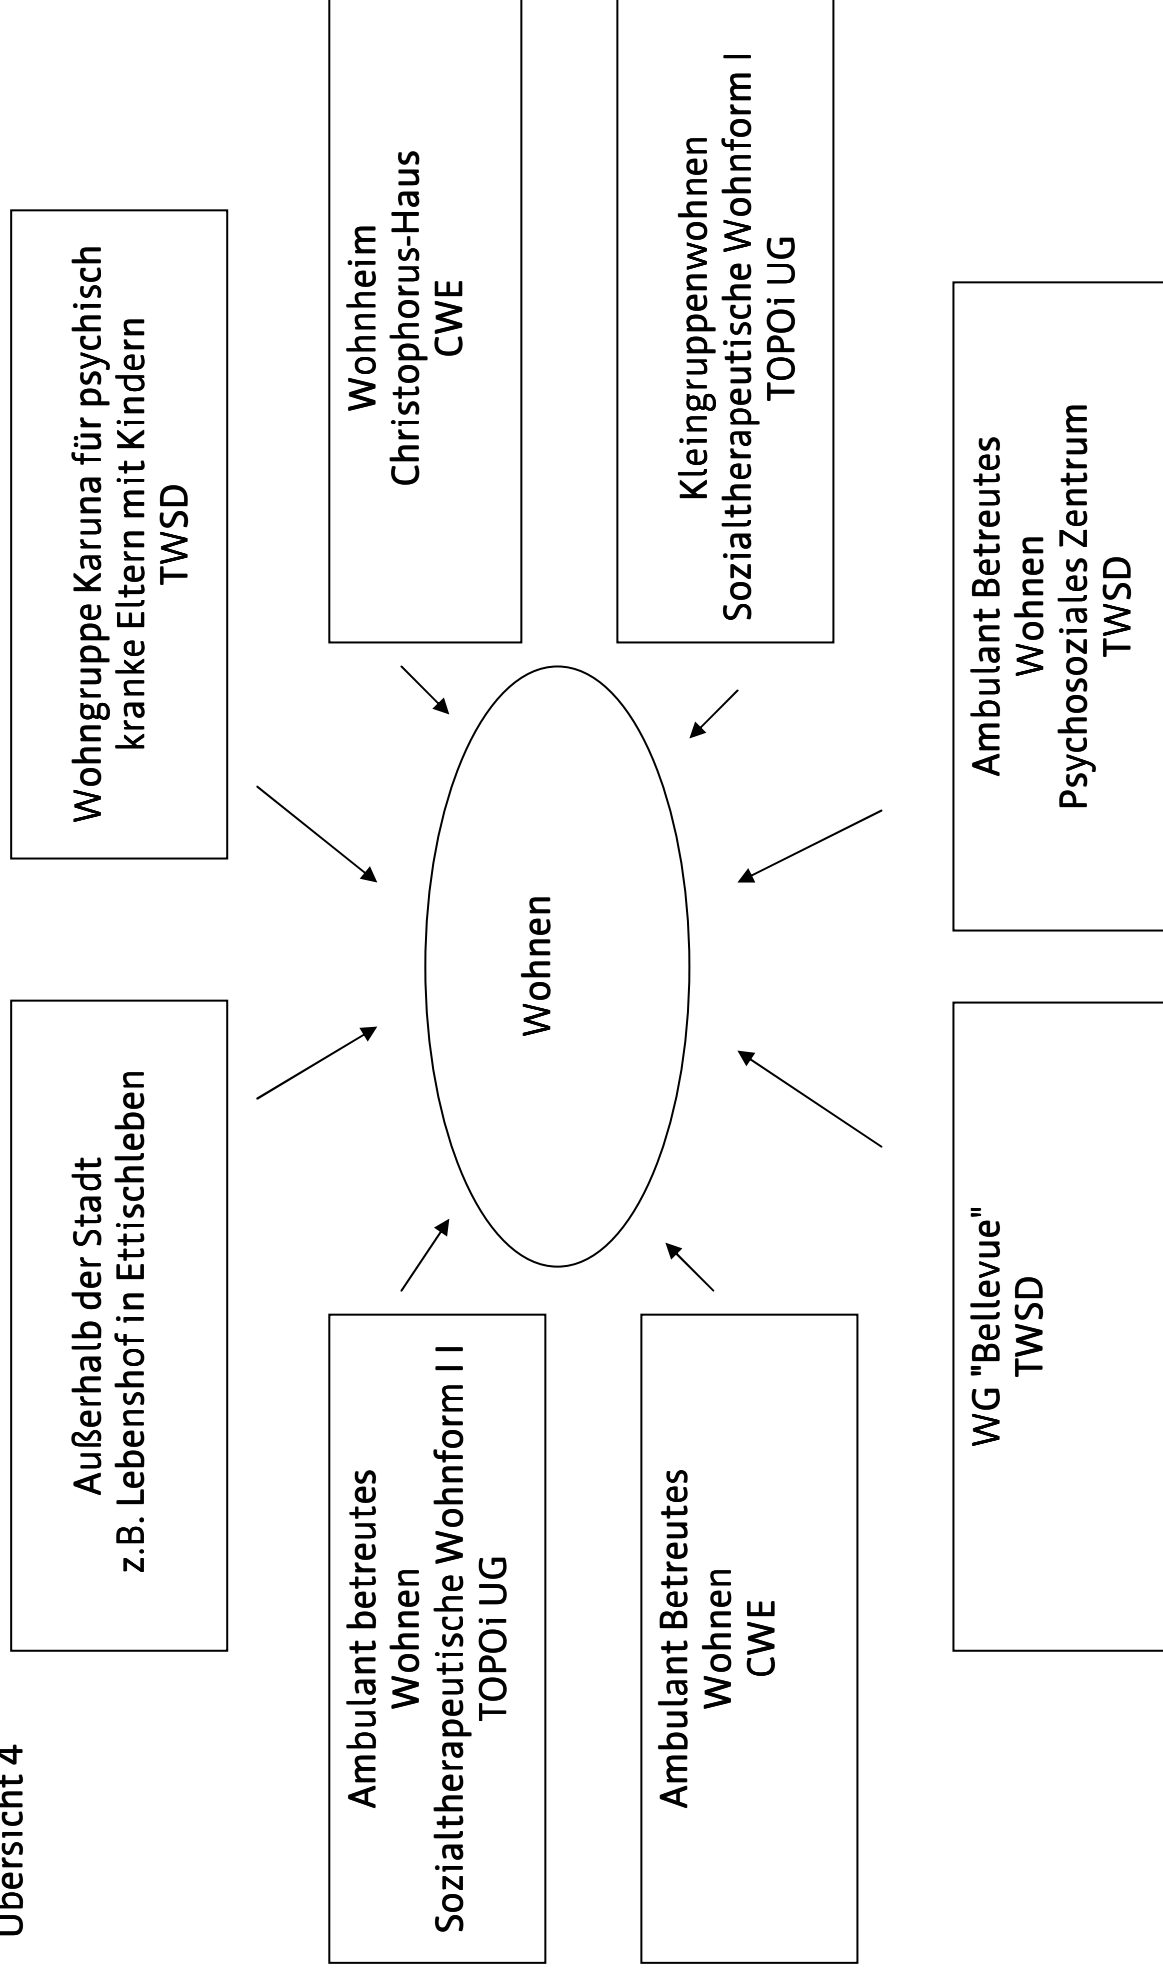 Übersicht 4
Außerhalb der Stadt
z.B. Lebenshof in Ettischleben
Wohngruppe Karuna für psychisch
kranke Eltern mit Kindern
TWSD
Ambulant betreutes
Wohnen
Sozialtherapeutische Wohnform I I
TOPOi UG
Wohnheim
Christophorus-Haus
CWE
Wohnen
Ambulant Betreutes
Wohnen
CWE
Kleingruppenwohnen
Sozialtherapeutische Wohnform I
TOPOi UG
WG "Bellevue"
TWSD
Ambulant Betreutes
Wohnen
Psychosoziales Zentrum
TWSD